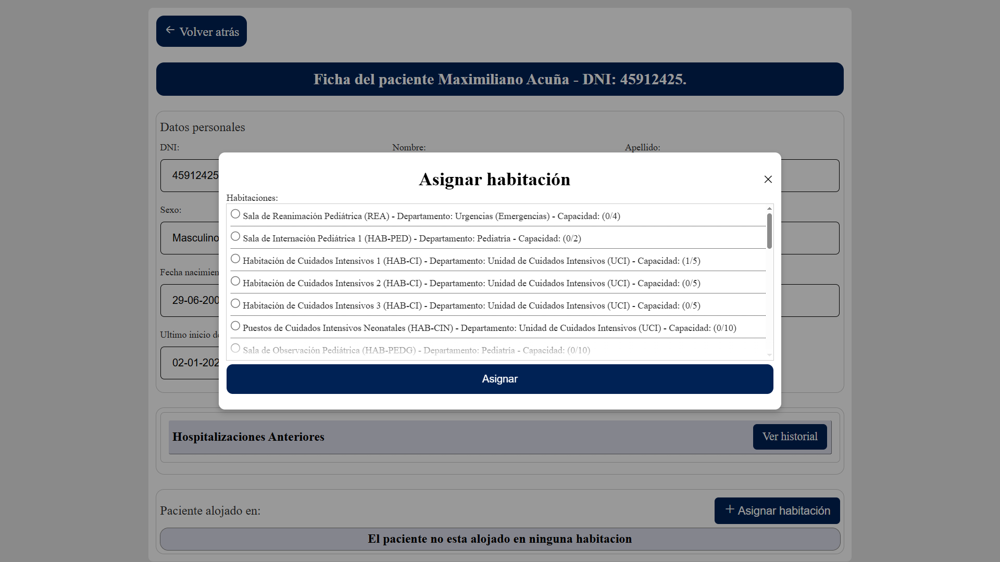 Volver atrás
Ficha del paciente Maximiliano Acuña - DNI: 45912425.
Datos personales
DNI: Nombre: Apellido:
45912425
Asignar habitación
Habitaciones:
Sala de Reanimación Pediátrica (REA) - Departamento: Urgencias (Emergencias) - Capacidad: (0/4)
Sala de Internación Pediátrica 1 (HAB-PED) - Departamento: Pediatría - Capacidad: (0/2)
Habitación de Cuidados Intensivos 1 (HAB-CI) - Departamento: Unidad de Cuidados Intensivos (UCI) - Capacidad: (1/5)
Habitación de Cuidados Intensivos 2 (HAB-CI) - Departamento: Unidad de Cuidados Intensivos (UCI) - Capacidad: (0/5)
Habitación de Cuidados Intensivos 3 (HAB-CI) - Departamento: Unidad de Cuidados Intensivos (UCI) - Capacidad: (0/5)
Puestos de Cuidados Intensivos Neonatales (HAB-CIN) - Departamento: Unidad de Cuidados Intensivos (UCI) - Capacidad: (0/10)
Sala de Observación Pediátrica (HAB-PEDG) - Departamento: Pediatría - Capacidad: (0/10)
Asignar
Sexo:
Masculino
Fecha nacimien
29-06-200
Ultimo inicio de
02-01-202
Hospitalizaciones Anteriores
Ver historial
Paciente alojado en:
Asignar habitación
El paciente no esta alojado en ninguna habitacion